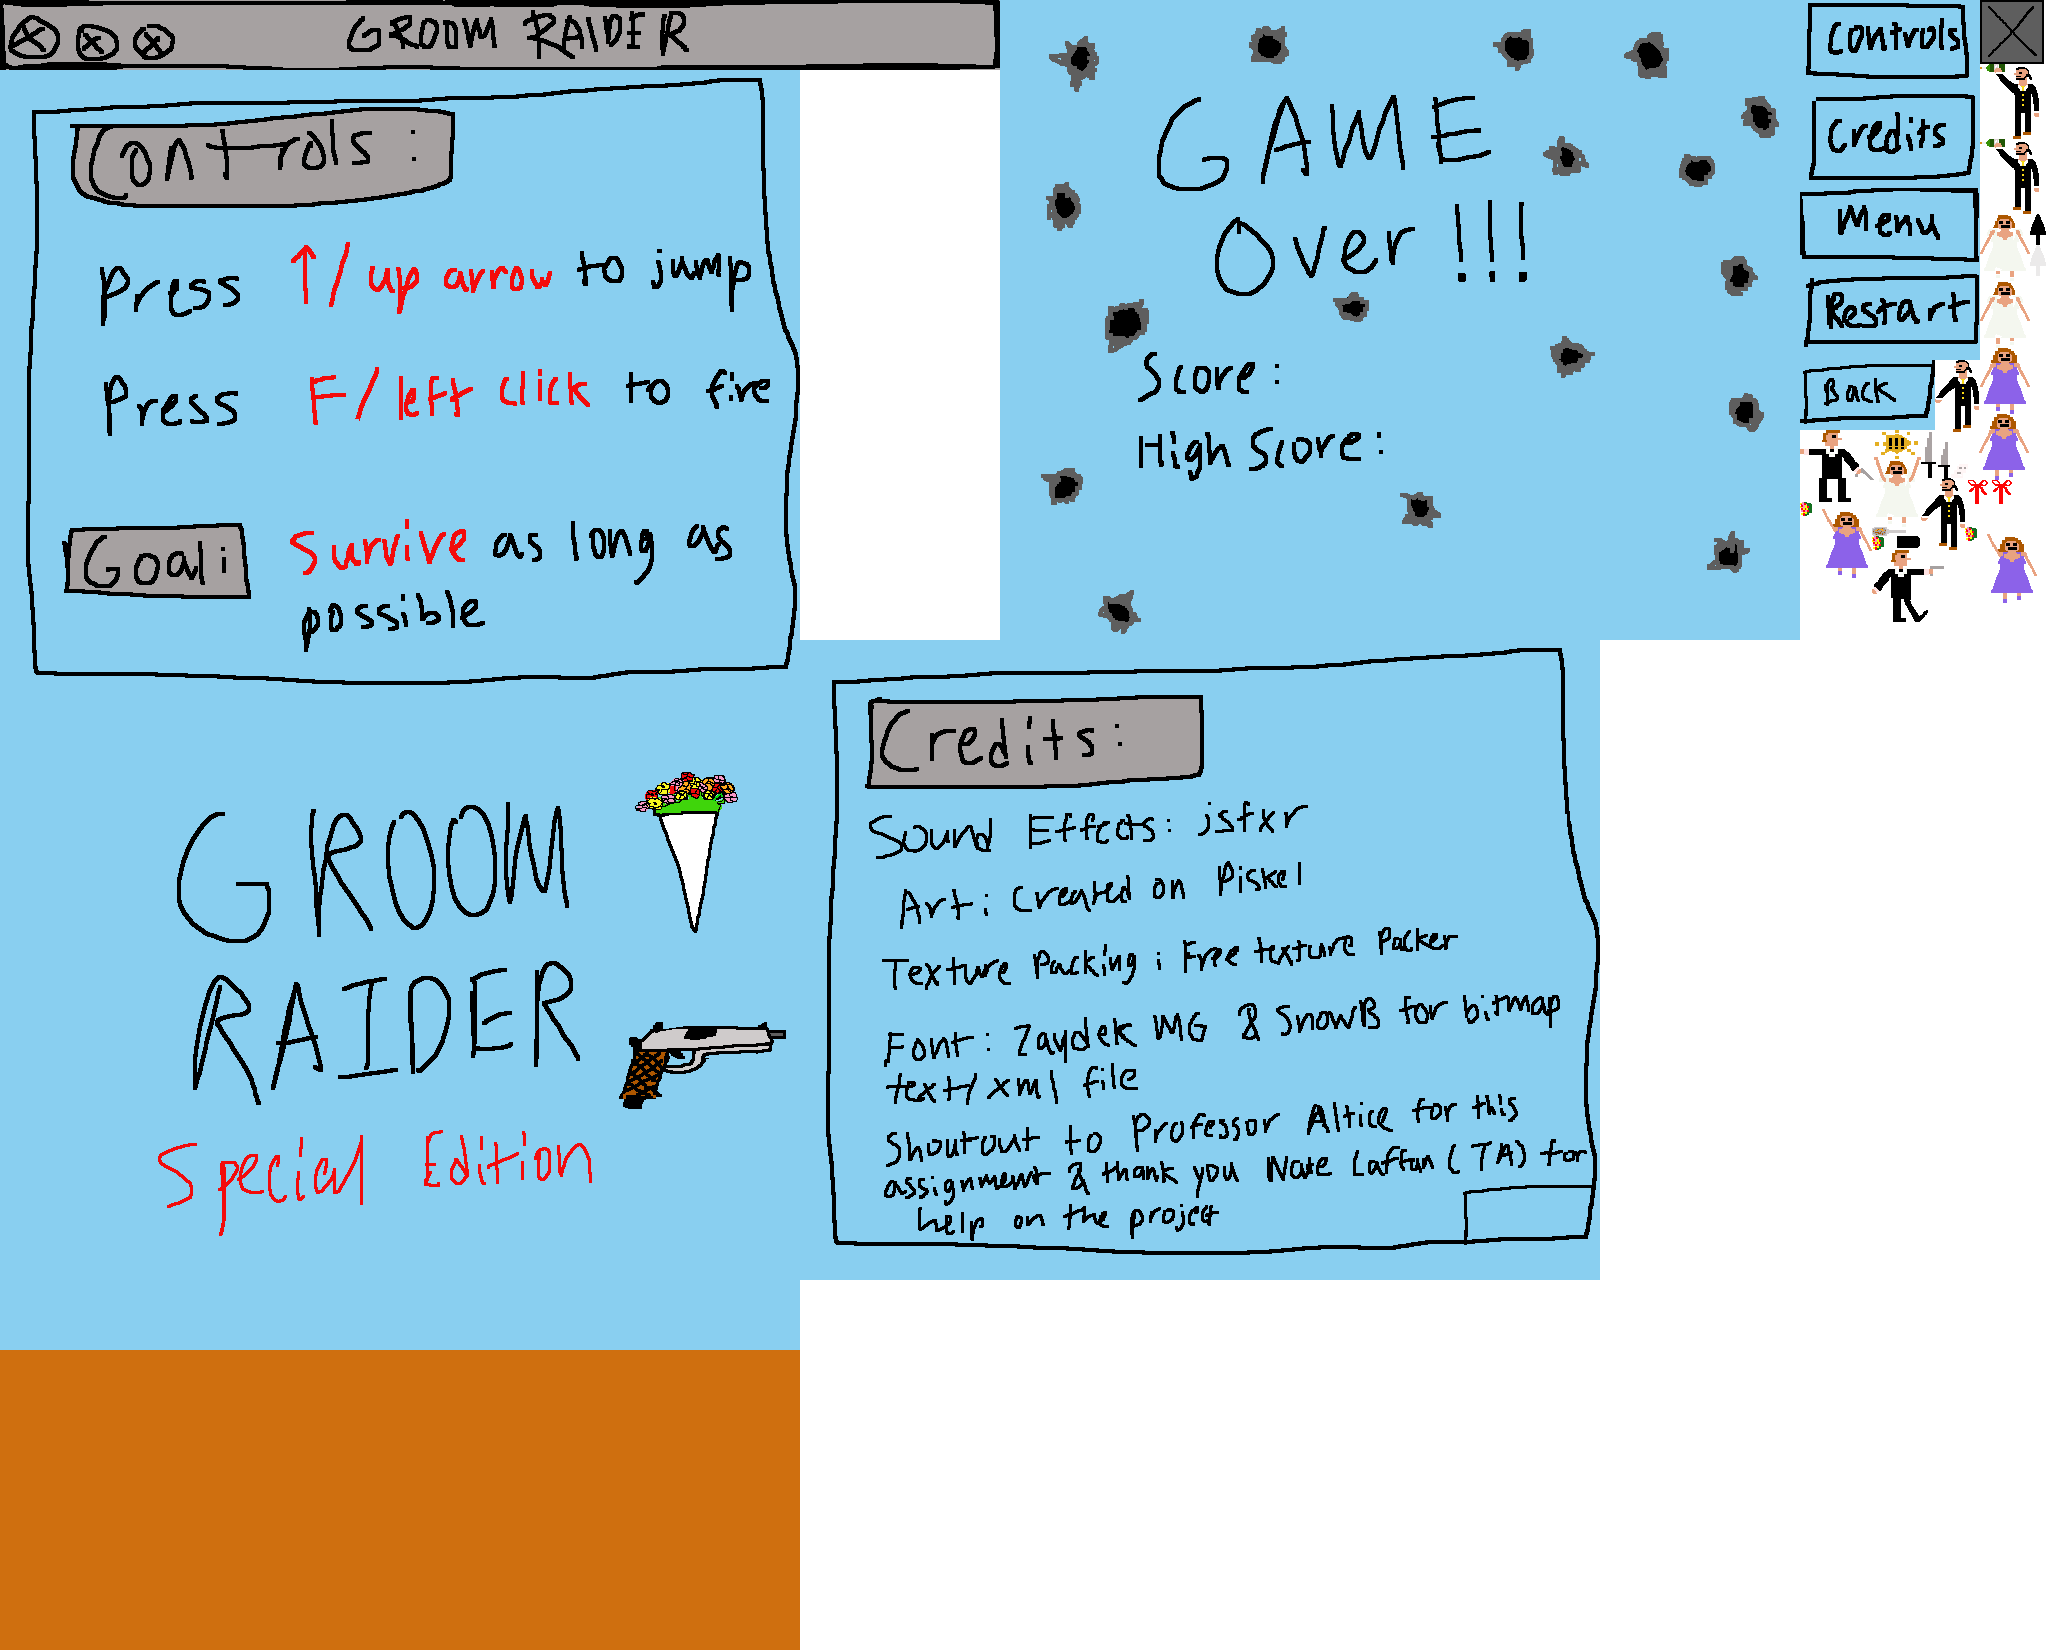 GROOM RAIDER
Controls:
Press ↑/up arrow to jump
Press F/left click to fire
Goal: Survive as long as
possible
GAME
Over!!!
Score:
High Score:
Controls
Credits
Menu
Restart
Back
!!!
GROOM
RAIDER
Special Edition
Credits:
Sound Effects: jsfxr
Art: Created on Piskel
Texture Packing: Free texture Packer
Font: Zaydek MG & SnowB for bitmap
text/xml file
Shoutout to Professor Altice for this
assignment & thank you Nate Laffan (TA) for
help on the project